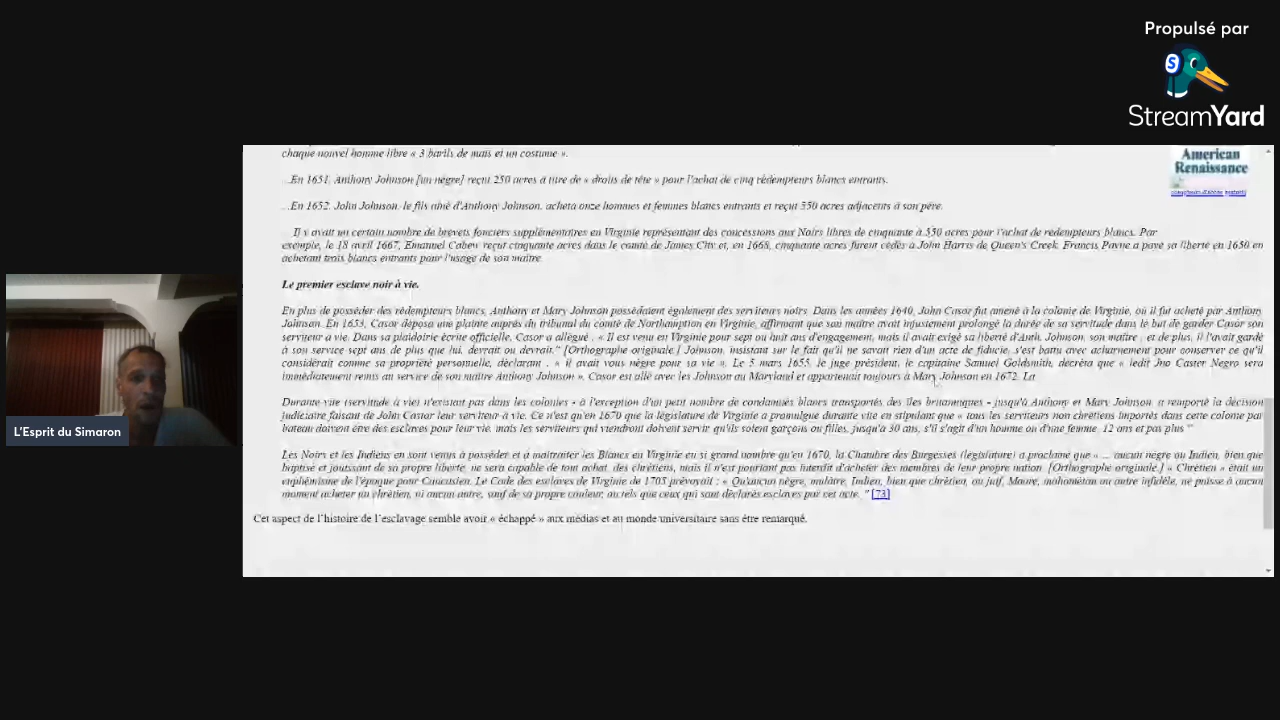 Propulsé par
StreamYard
American
Renaissance
chaque nouvel homme libre « 3 barils de maïs et un costume ».
...En 1651, Anthony Johnson [un nègre] reçut 250 acres à titre de « droits de tête » pour l'achat de cinq rédempteurs blancs entrants.
...En 1652, John Johnson, le fils aîné d'Anthony Johnson, acheta onze hommes et femmes blancs entrants et reçut 550 acres adjacents à son père.
Il y avait un certain nombre de brevets fonciers supplémentaires en Virginie représentant des concessions aux Noirs libres de cinquante à 550 acres pour l'achat de rédempteurs blancs. Par
exemple, le 18 avril 1667, Emanuel Cabew reçut cinquante acres dans le comté de James City et, en 1668, cinquante acres furent cédés à John Harris de Queen's Creek. Francis Payne a payé sa liberté en 1650 en
achetant trois blancs entrants pour l'usage de son maître.
Le premier esclave noir à vie.
En plus de posséder des rédempteurs blancs, Anthony et Mary Johnson possédaient également des serviteurs noirs. Dans les années 1640, John Casor fut amené à la colonie de Virginie, où il fut acheté par Anthony
Johnson. En 1653, Casor déposa une plainte auprès du tribunal du comté de Northampton en Virginie, affirmant que son maître avait injustement prolongé la durée de sa servitude dans le but de garder Casor son
serviteur à vie. Dans sa plaidoirie écrite officielle, Casor a allégué : « Il est venu en Virginie pour sept ou huit ans d'engagement, mais il avait exigé sa liberté d'Anth. Johnson, son maître ; et de plus, il l'avait gardé
à son service sept ans de plus que lui, devrait ou devrait." [Orthographe originale.] Johnson, insistant sur le fait qu'il ne savait rien d'un acte de fiducie, s'est battu avec acharnement pour conserver ce qu'il
considérait comme sa propriété personnelle, déclarant : « il avait vous nègre pour sa vie ». Le 5 mars 1655, le juge président, le capitaine Samuel Goldsmith, décréta que « ledit Jno Caster Negro sera
immédiatement remis au service de son maître Anthony Johnson ». Casor est allé avec les Johnson au Maryland et appartenait toujours à Mary Johnson en 1672. La
Durante vite (servitude à vie) n'existait pas dans les colonies - à l'exception d'un petit nombre de condamnés blancs transportés des îles britanniques - jusqu'à Anthony et Mary Johnson. a remporté la décision
judiciaire faisant de John Castor leur serviteur à vie. Ce n'est qu'en 1670 que la législature de Virginie a promulgué durante vite en stipulant que « tous les serviteurs non chrétiens importés dans cette colonie par
bateau doivent être des esclaves pour leur vie, mais les serviteurs qui viendront doivent servir qu'ils soient garçons ou filles, jusqu'à 30 ans, s'il s'agit d'un homme ou d'une femme, 12 ans et pas plus "
Les Noirs et les Indiens en sont venus à posséder et à maltraiter les Blancs en Virginie en si grand nombre qu'en 1670, la Chambre des Burgesses (législature) a proclamé que « ... aucun nègre ou Indien, bien que
baptisé et jouissant de sa propre liberté, ne sera capable de tout achat. des chrétiens, mais il n'est pourtant pas interdit d'acheter des membres de leur propre nation. [Orthographe originale.] « Chrétien » était un
euphémisme de l'époque pour Caucasien. Le Code des esclaves de Virginie de 1705 prévoyait : « Qu'aucun nègre, mulâtre, Indien, bien que chrétien, ou juif, Maure, mahométan ou autre infidèle, ne puisse à aucun
moment acheter un chrétien, ni aucun autre, sauf de sa propre couleur, ou tels que ceux qui sont déclarés esclaves par cet acte. " [73]
Cet aspect de l'histoire de l'esclavage semble avoir « échappé » aux médias et au monde universitaire sans être remarqué.
L'Esprit du Simaron